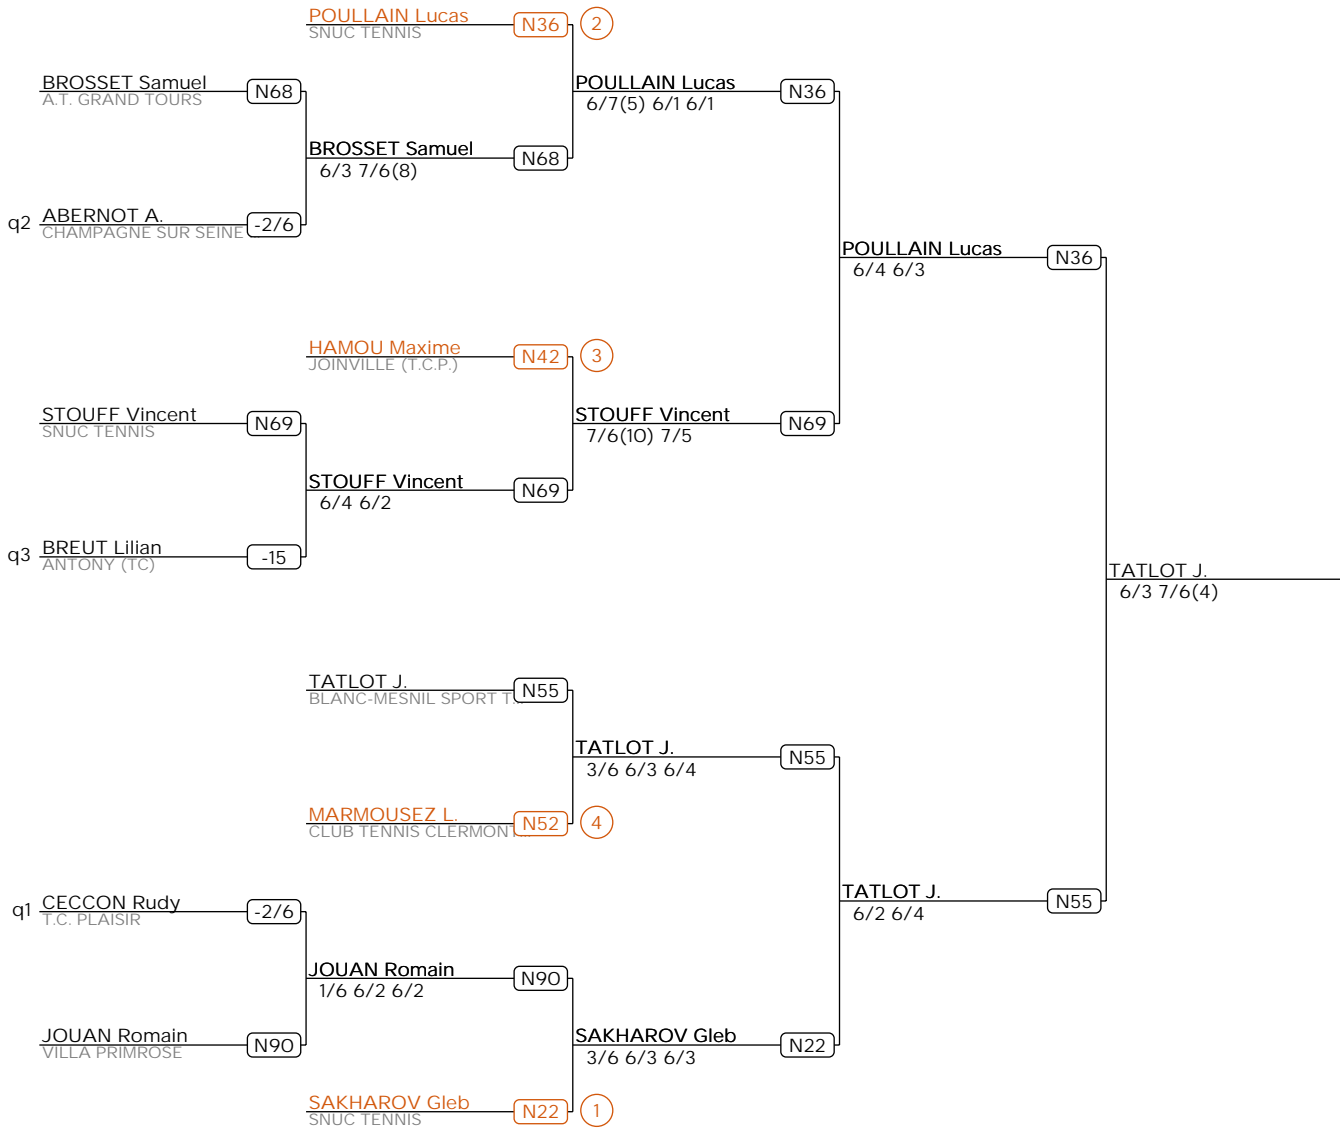 POULLAIN Lucas N36 2
SNUC TENNIS
BROSSET Samuel N68
A.T. GRAND TOURS
POULLAIN Lucas N36
6/7(5) 6/1 6/1
BROSSET Samuel N68
6/3 7/6(8)
q2 ABERNOT A. -2/6
CHAMPAGNE SUR SEINE
POULLAIN Lucas N36
6/4 6/3
HAMOU Maxime N42 3
JOINVILLE (T.C.P.)
STOUFF Vincent N69
SNUC TENNIS
STOUFF Vincent N69
7/6(10) 7/5
STOUFF Vincent N69
6/4 6/2
q3 BREUT Lilian -15
ANTONY (TC)
TATLOT J.
6/3 7/6(4)
TATLOT J. N55
BLANC-MESNIL SPORT T...
TATLOT J. N55
3/6 6/3 6/4
MARMOUSEZ L. N52 4
CLUB TENNIS CLERMONT...
TATLOT J. N55
6/2 6/4
q1 CECCON Rudy -2/6
T.C. PLAISIR
JOUAN Romain N90
1/6 6/2 6/2
JOUAN Romain N90
VILLA PRIMROSE
SAKHAROV Gleb N22
3/6 6/3 6/3
SAKHAROV Gleb N22 1
SNUC TENNIS